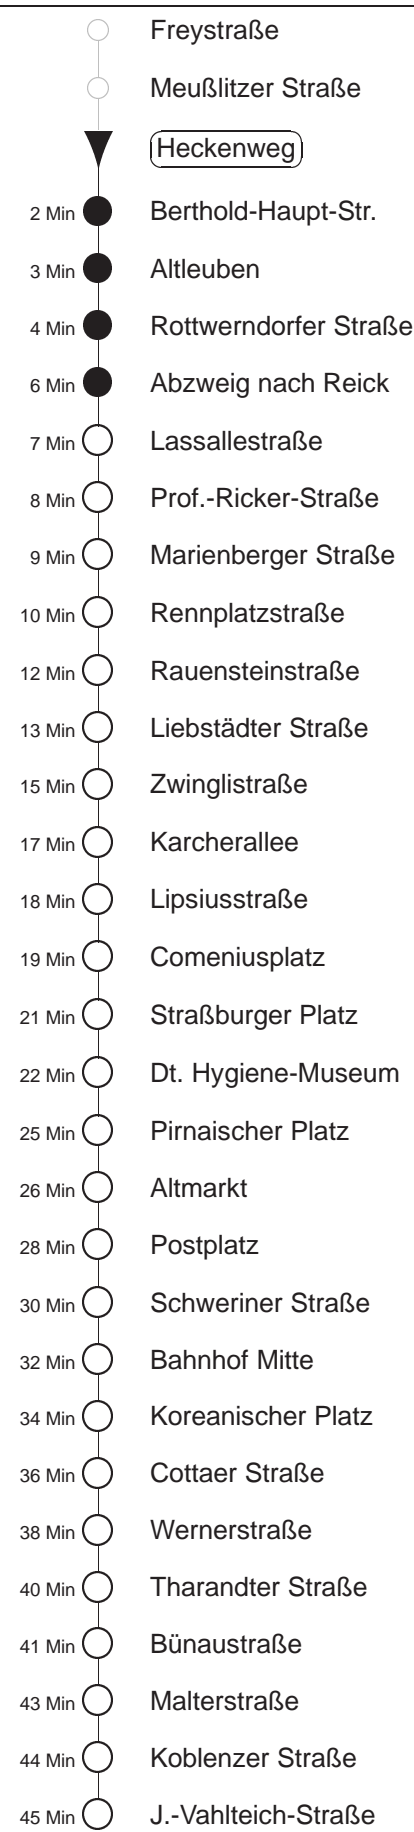 Freystraße
Meußlitzer Straße
Heckenweg
2 Min Berthold-Haupt-Str.
3 Min Altleuben
4 Min Rottwerndorfer Straße
6 Min Abzweig nach Reick
7 Min Lassallestraße
8 Min Prof.-Ricker-Straße
9 Min Marienberger Straße
10 Min Rennplatzstraße
12 Min Rauensteinstraße
13 Min Liebstädter Straße
15 Min Zwinglistraße
17 Min Karcherallee
18 Min Lipsiusstraße
19 Min Comeniusplatz
21 Min Straßburger Platz
22 Min Dt. Hygiene-Museum
25 Min Pirnaischer Platz
26 Min Altmarkt
28 Min Postplatz
30 Min Schweriner Straße
32 Min Bahnhof Mitte
34 Min Koreanischer Platz
36 Min Cottaer Straße
38 Min Wernerstraße
40 Min Tharandter Straße
41 Min Bünaustraße
43 Min Malterstraße
44 Min Koblenzer Straße
45 Min J.-Vahlteich-Straße